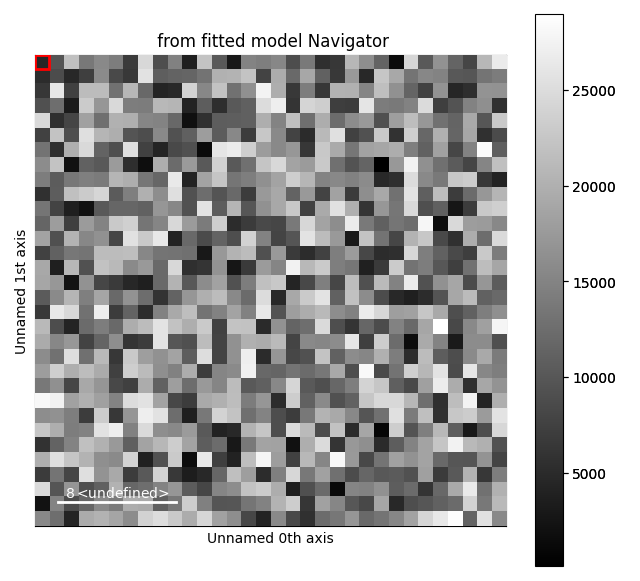 from fitted model Navigator
25000
20000
15000
10000
5000
Unnamed 1st axis
8 <undefined>
Unnamed 0th axis